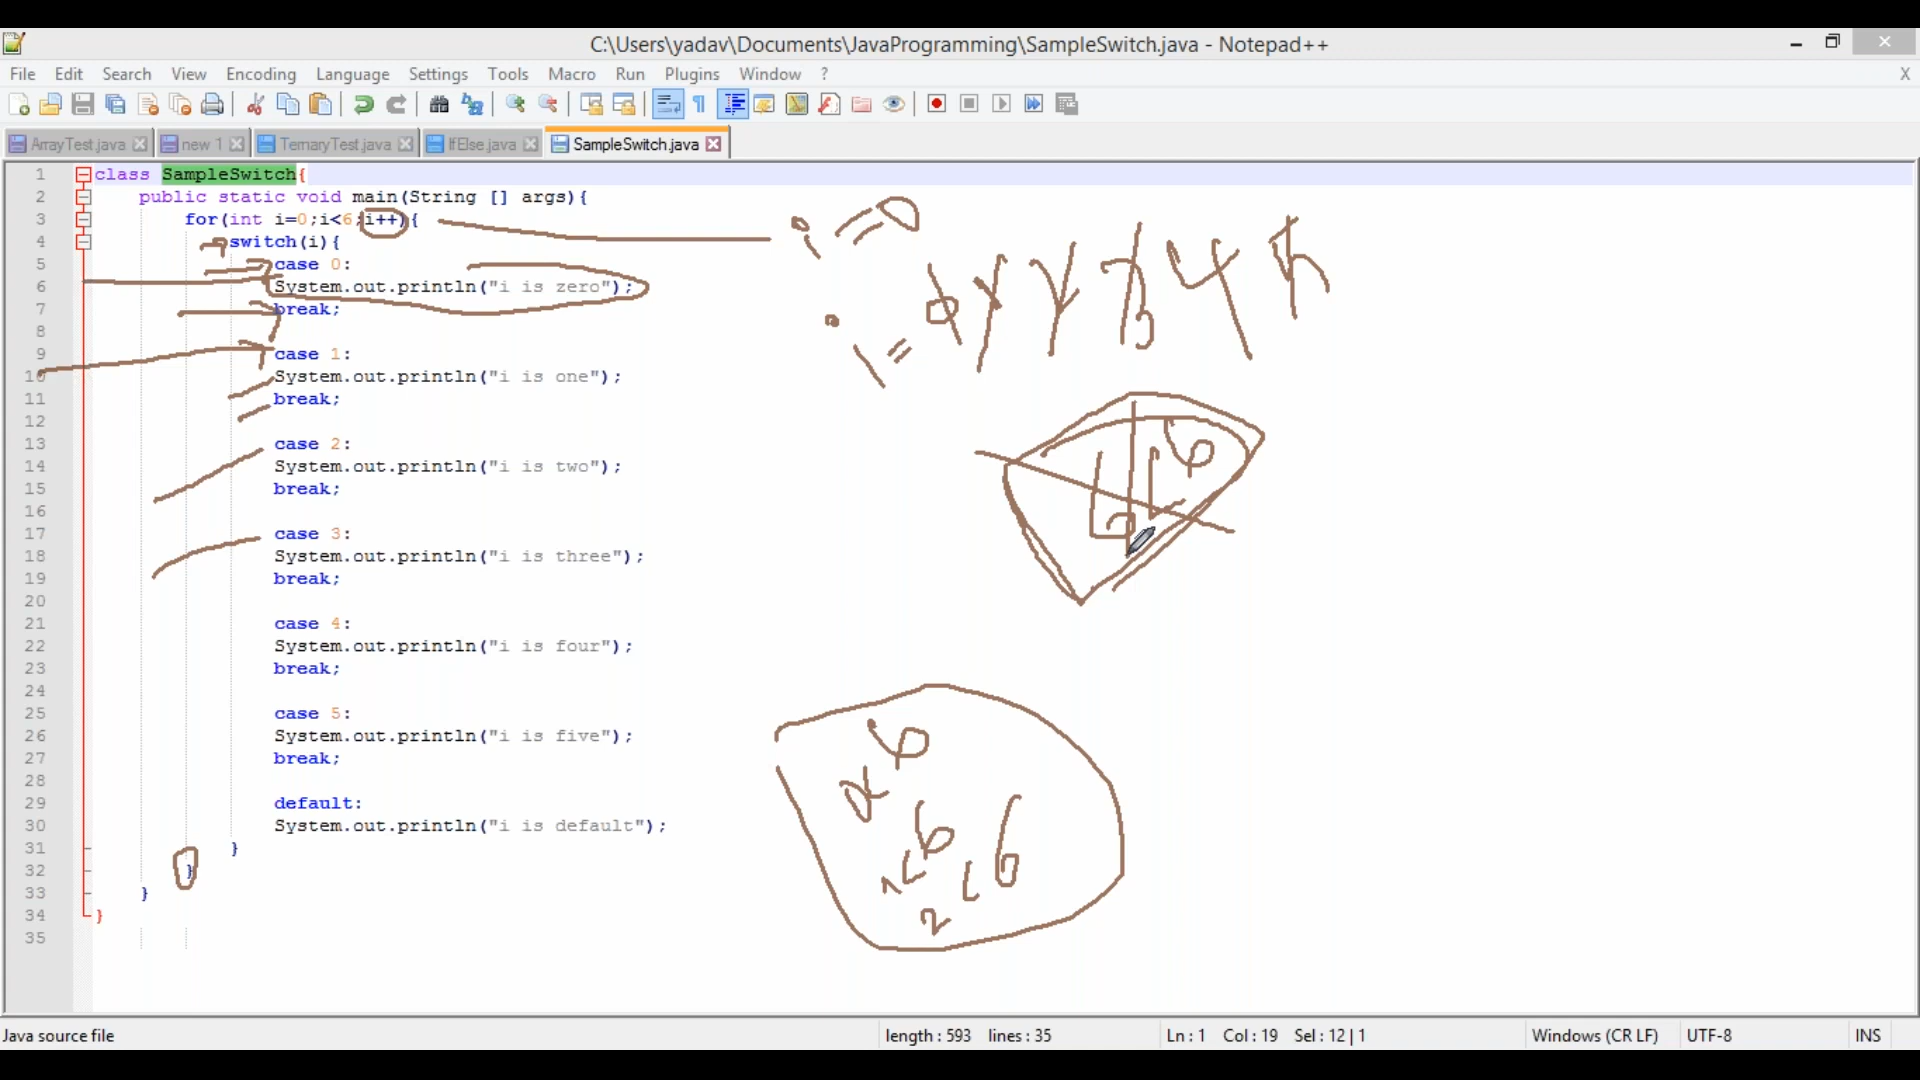 C:\Users\yadav\Documents\JavaProgramming\SampleSwitch.java - Notepad++
File Edit Search View Encoding Language Settings Tools Macro Run Plugins Window ? X
ArrayTest.java new 1 TernaryTest.java IfElse.java SampleSwitch.java
1 class SampleSwitch{
2 public static void main(String [] args){
3 for(int i=0;i<6;i++){
4 switch(i){
5 case 0:
6 System.out.println("i is zero");
7 break;
8
9 case 1:
10 System.out.println("i is one");
11 break;
12
13 case 2:
14 System.out.println("i is two");
15 break;
16
17 case 3:
18 System.out.println("i is three");
19 break;
20
21 case 4:
22 System.out.println("i is four");
23 break;
24
25 case 5:
26 System.out.println("i is five");
27 break;
28
29 default:
30 System.out.println("i is default");
31 }
32 }
33 }
34 }
35
i=0
i=
6<6
1<6
2<6
Java source file length : 593 lines : 35 Ln : 1 Col : 19 Sel : 12 | 1 Windows (CR LF) UTF-8 INS